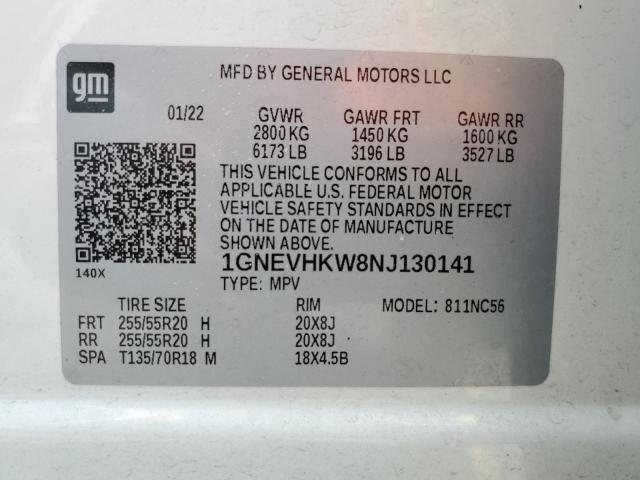 gm
MFD BY GENERAL MOTORS LLC
01/22 GVWR GAWR FRT GAWR RR
2800 KG 1450 KG 1600 KG
6173 LB 3196 LB 3527 LB
THIS VEHICLE CONFORMS TO ALL
APPLICABLE U.S. FEDERAL MOTOR
VEHICLE SAFETY STANDARDS IN EFFECT
ON THE DATE OF MANUFACTURE
SHOWN ABOVE.
140X
1GNEVHKW8NJ130141
TYPE: MPV MODEL: 811NC56
TIRE SIZE RIM
FRT 255/55R20 H 20X8J
RR 255/55R20 H 20X8J
SPA T135/70R18 M 18X4.5B